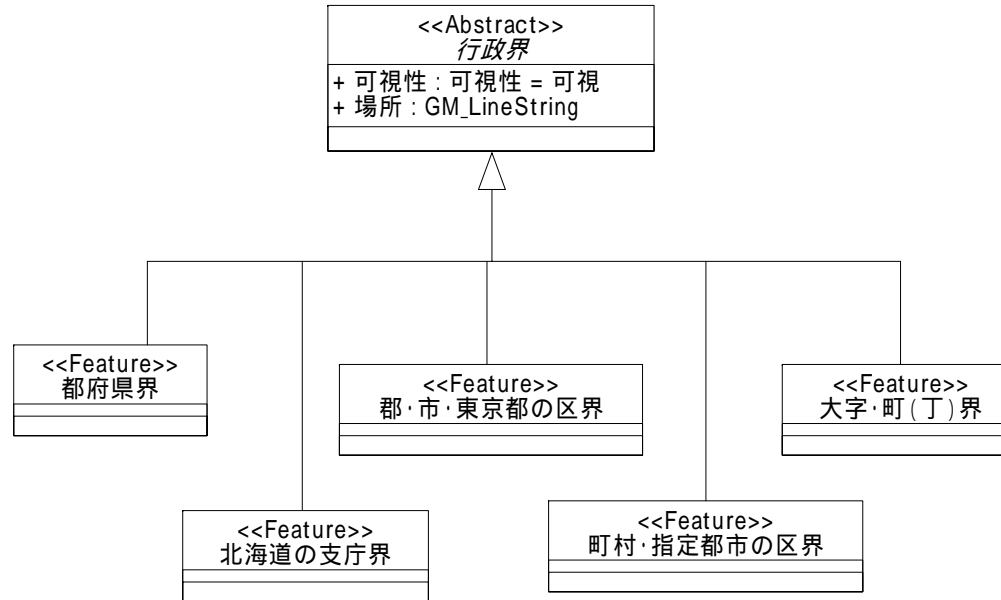 <<Abstract>>
行政界
+ 可視性 : 可視性 = 可視
+ 場所 : GM_LineString
<<Feature>>
都府県界
<<Feature>>
郡・市・東京都の区界
<<Feature>>
大字・町(丁)界
<<Feature>>
北海道の支庁界
<<Feature>>
町村・指定都市の区界